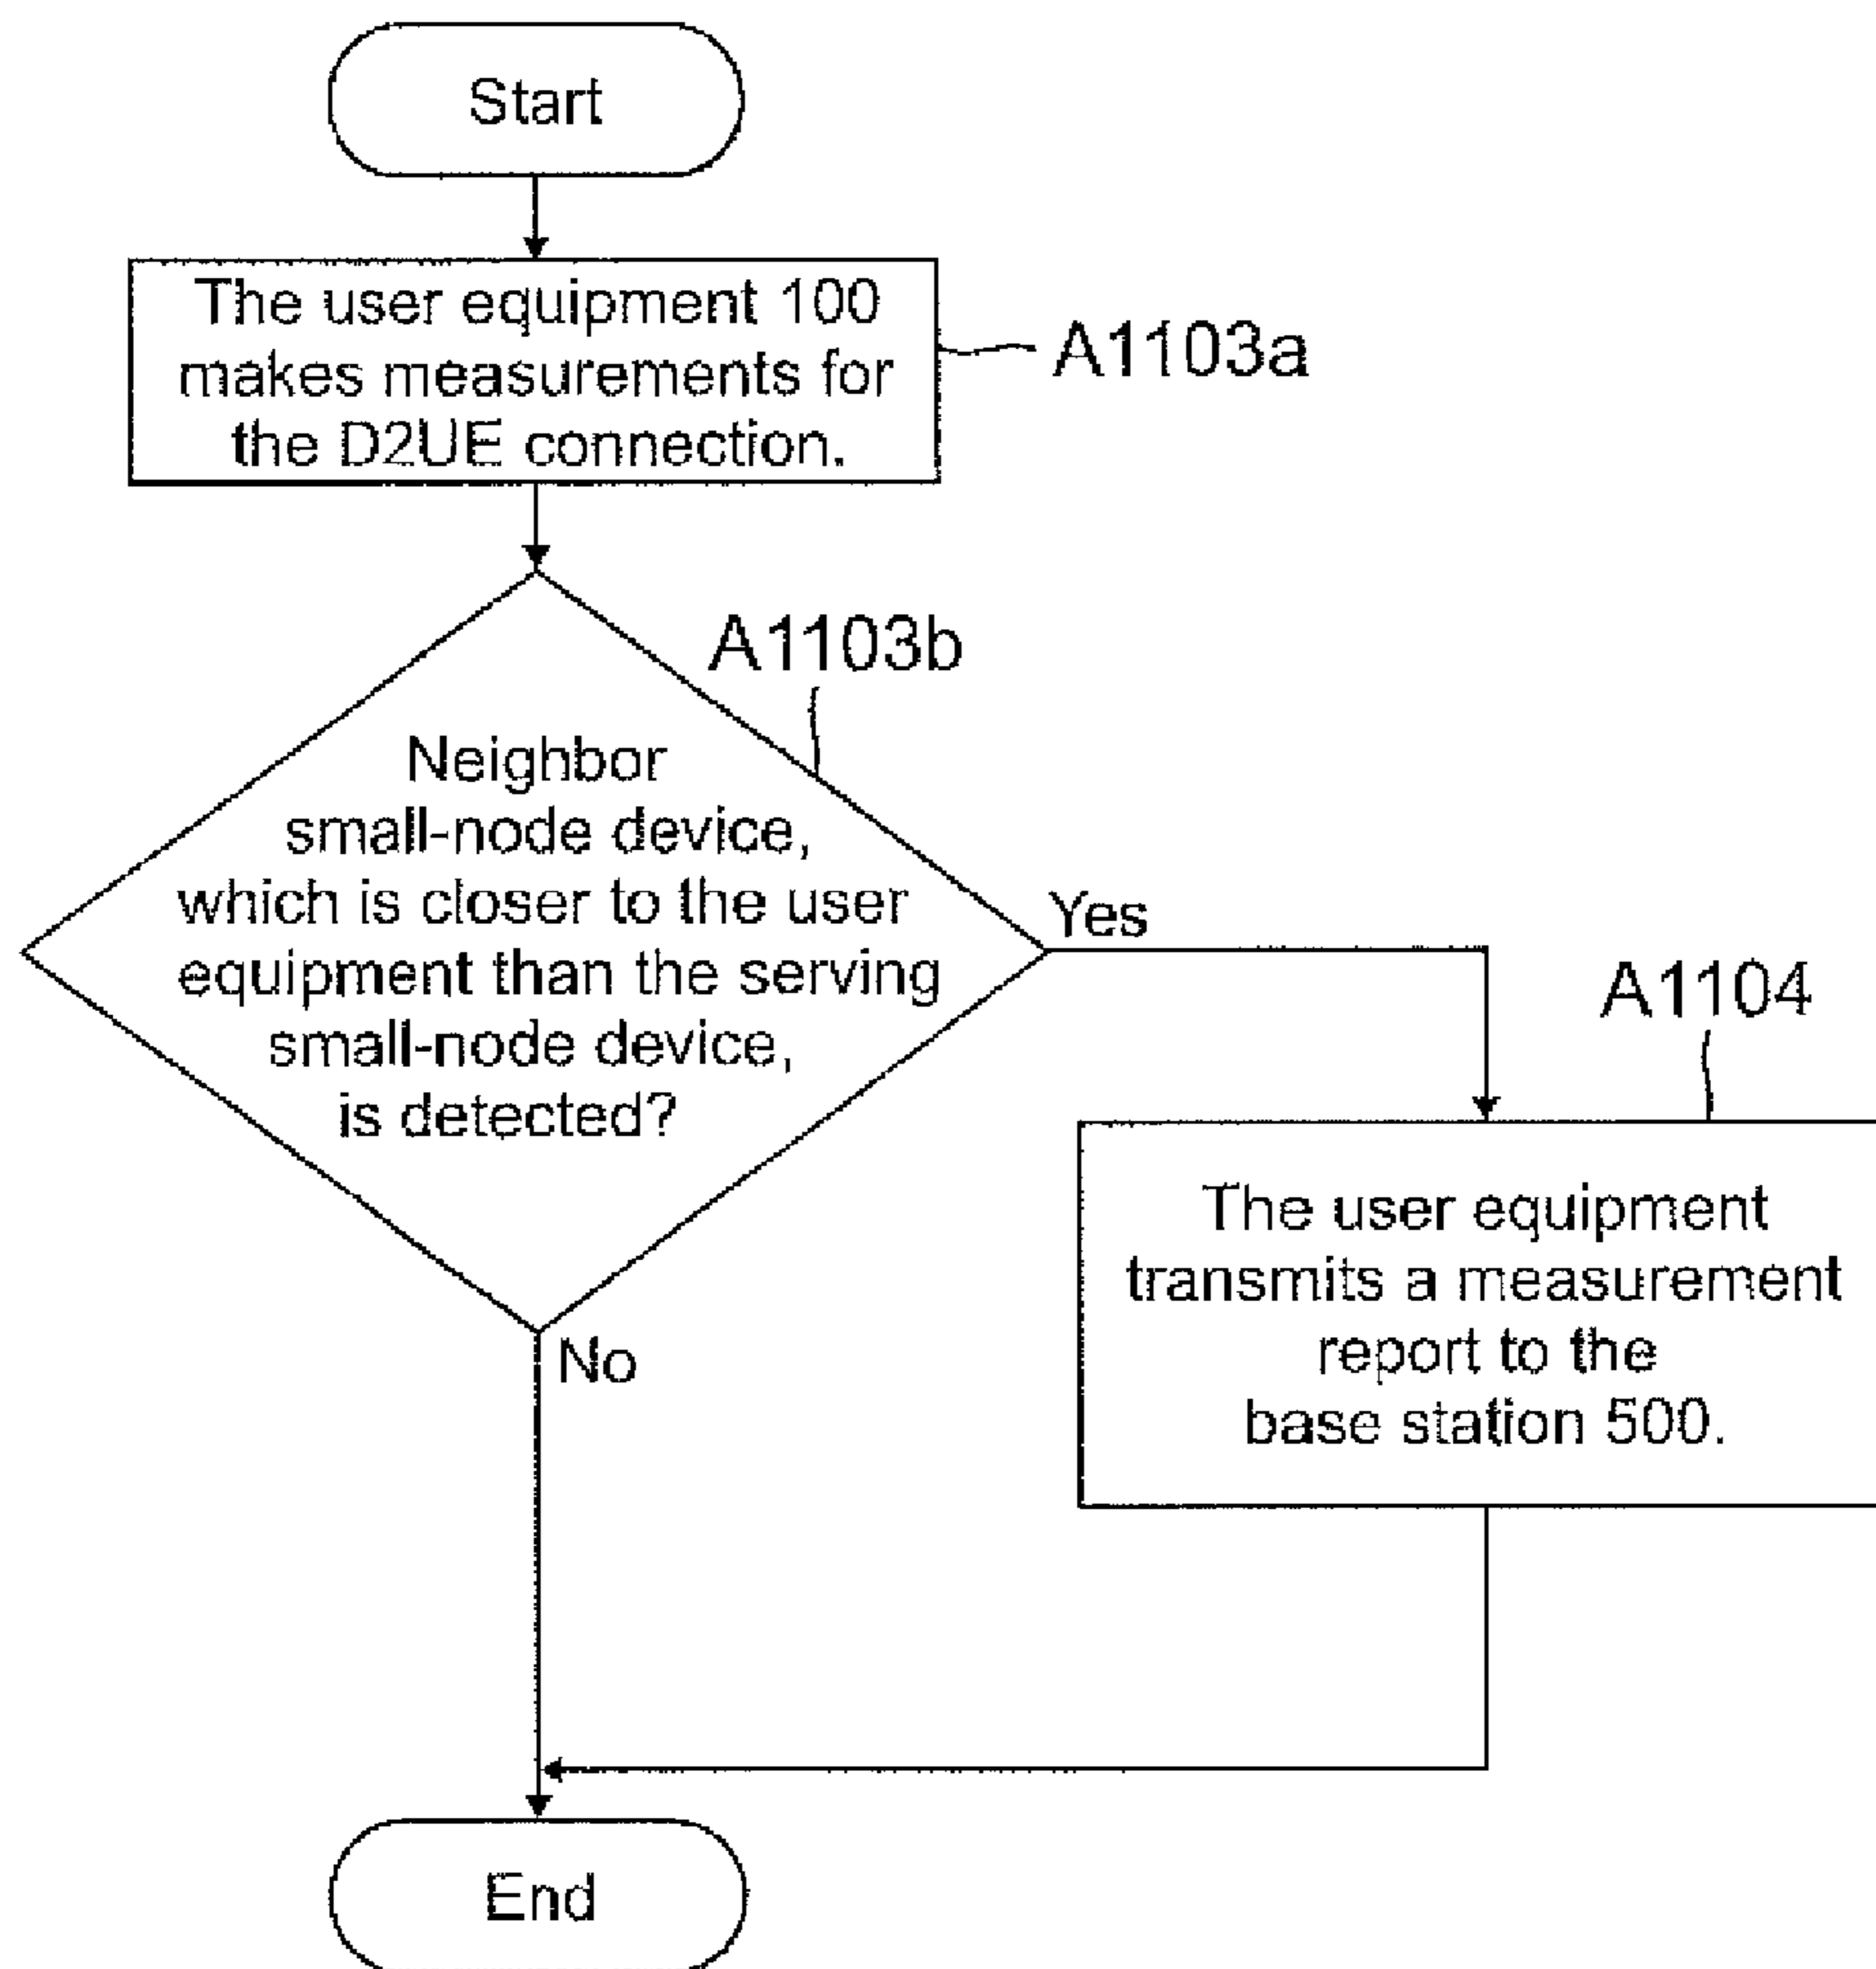 Start
The user equipment 100
makes measurements for
the D2UE connection.
A1103a
A1103b
Neighbor
small-node device,
which is closer to the user
equipment than the serving
small-node device,
is detected?
Yes
A1104
The user equipment
transmits a measurement
report to the
base station 500.
No
End